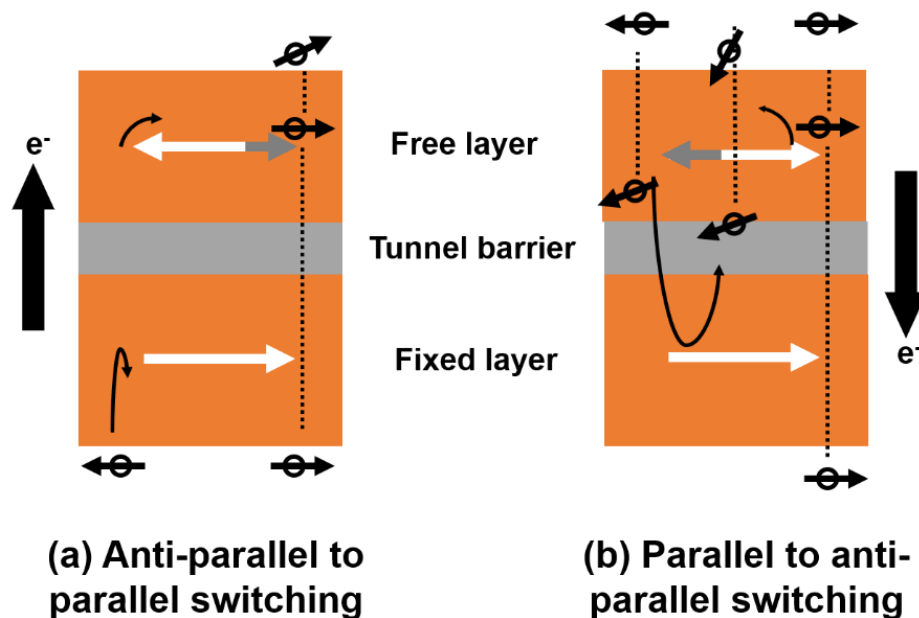 e-
Free layer
Tunnel barrier
Fixed layer
e-
(a) Anti-parallel to
parallel switching
(b) Parallel to anti-
parallel switching